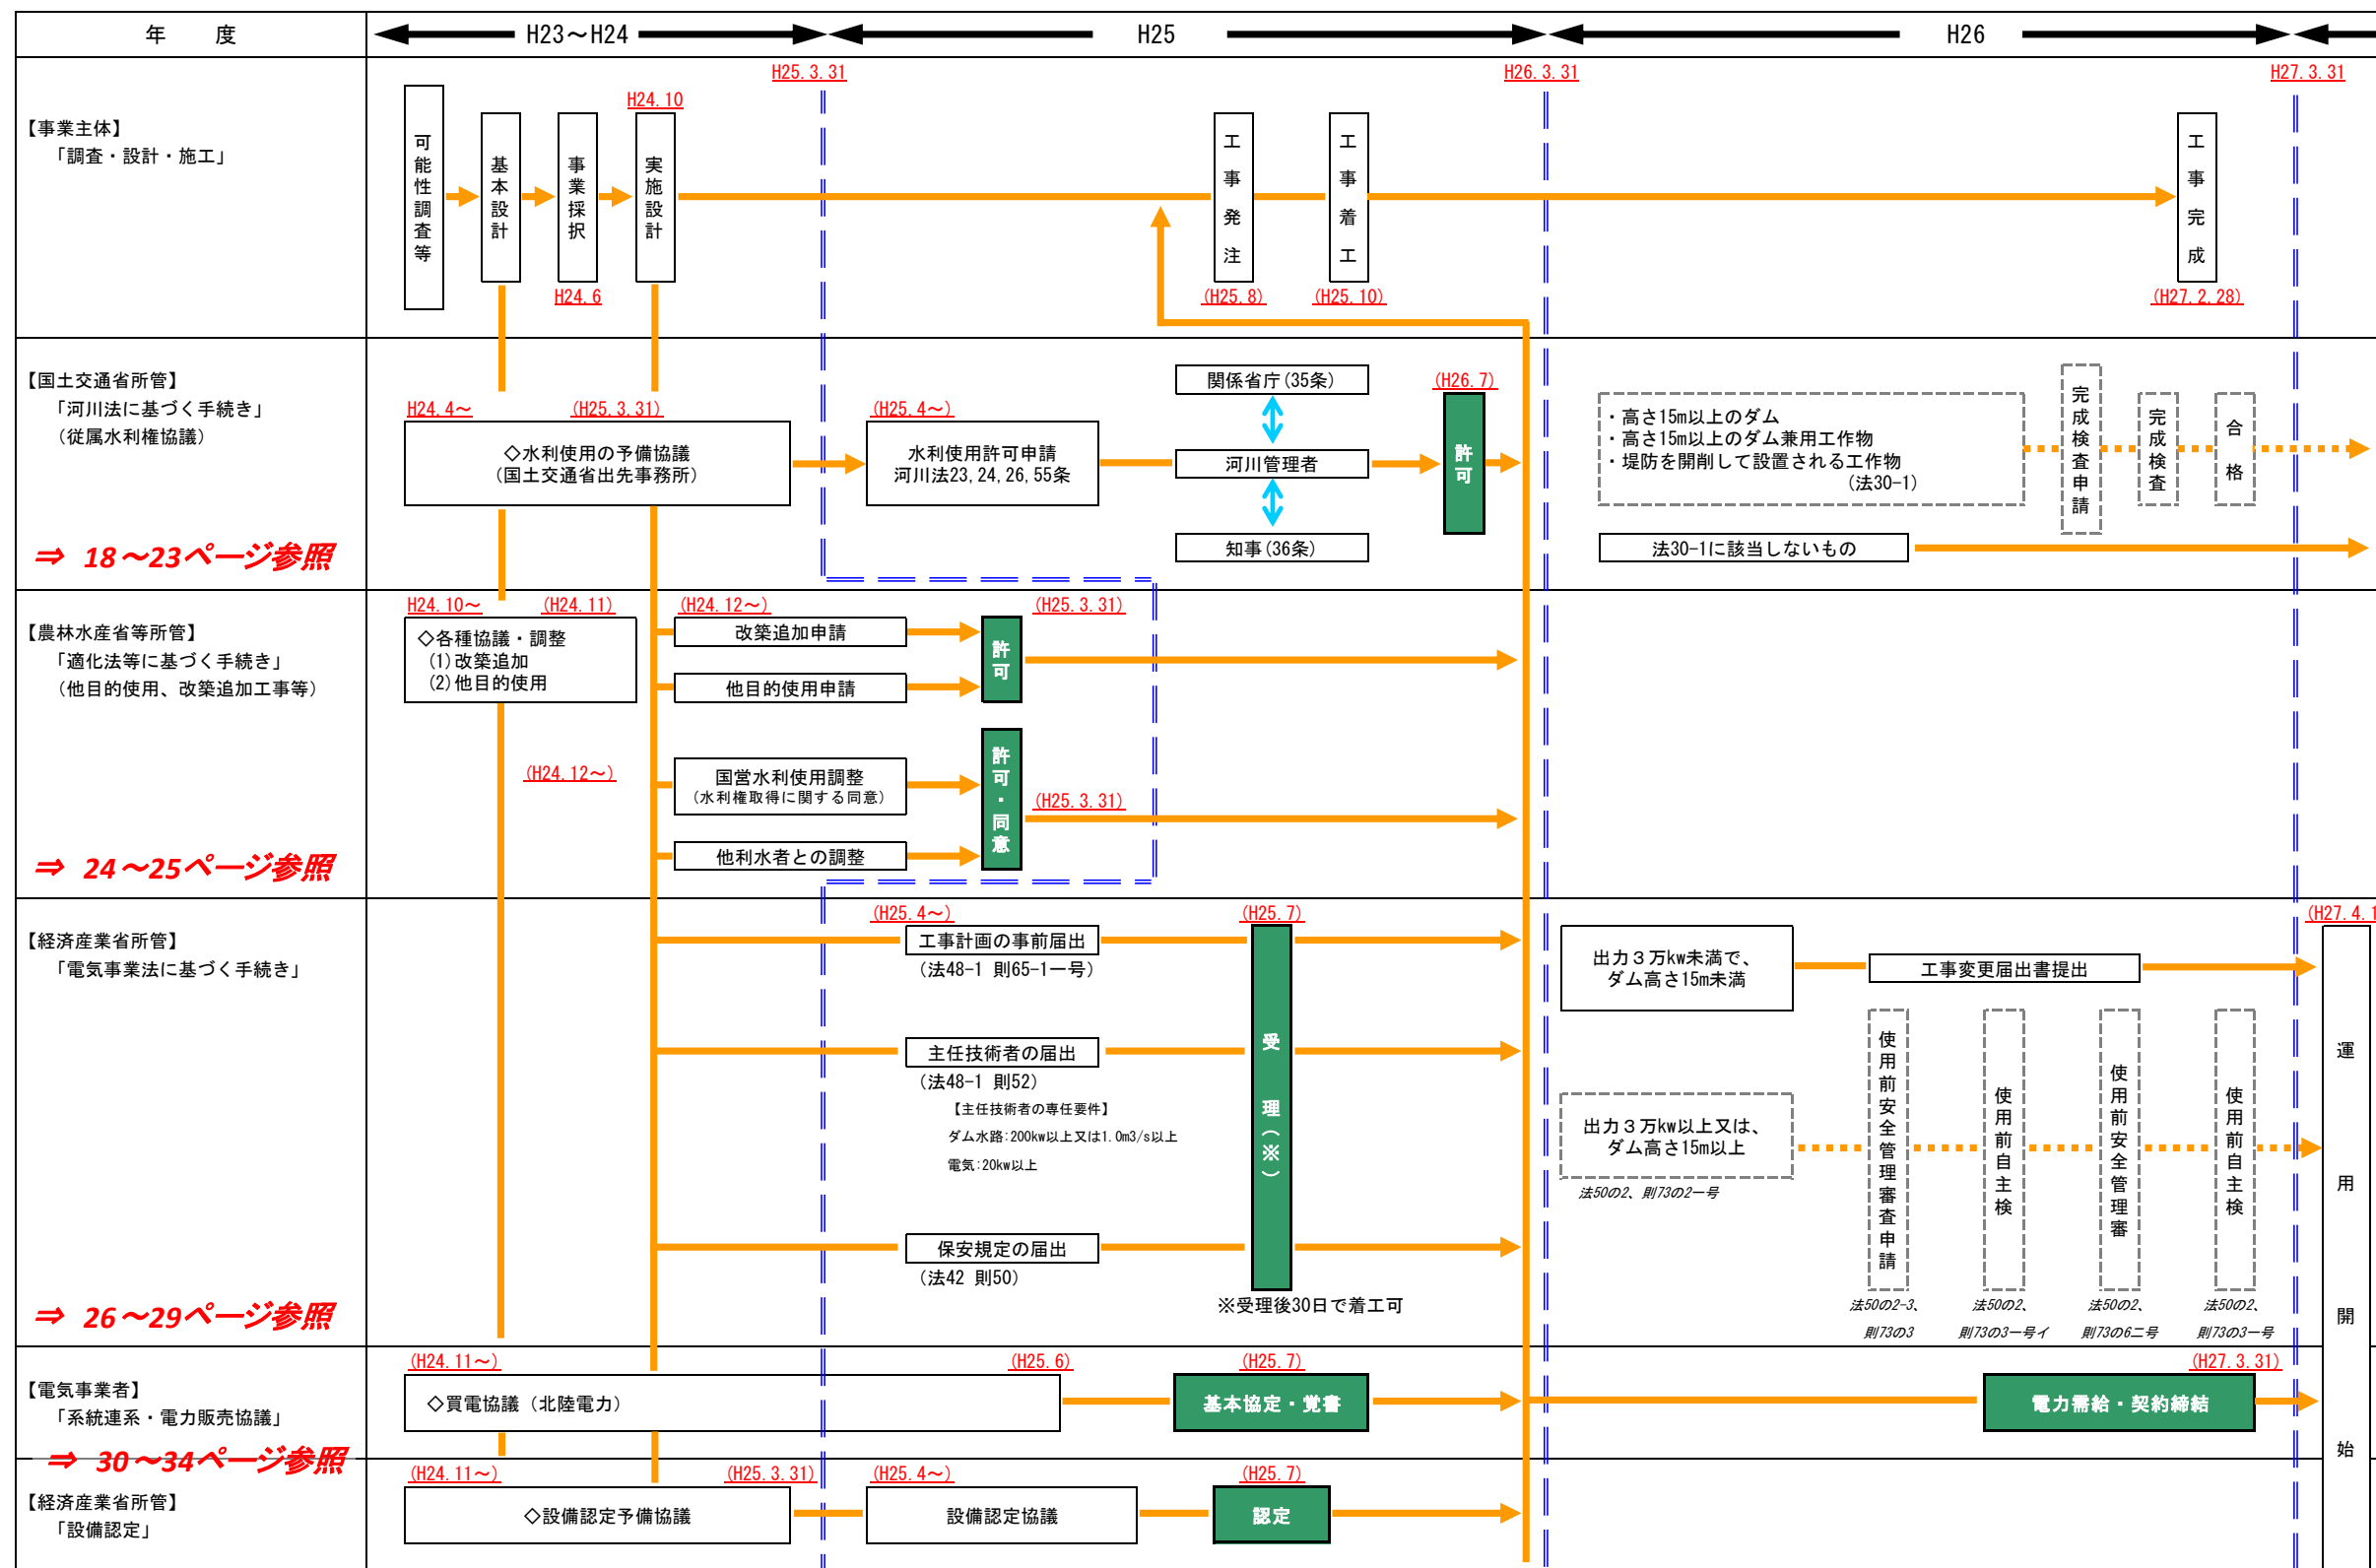 年　度
H23～H24
H25
H26
H25.3.31
H26.3.31
H27.3.31
【事業主体】
「調査・設計・施工」
可能性調査等
基本設計
事業採択
H24.6
H24.10
実施設計
工事発注
(H25.8)
工事着工
(H25.10)
工事完成
(H27.2.28)
【国土交通省所管】
「河川法に基づく手続き」
(従属水利権協議)
⇒ 18～23ページ参照
H24.4～
(H25.3.31)
◇水利使用の予備協議
(国土交通省出先事務所)
(H25.4～)
水利使用許可申請
河川法23,24,26,55条
関係省庁(35条)
河川管理者
知事(36条)
(H26.7)
許可
・高さ15m以上のダム
・高さ15m以上のダム兼用工作物
・堤防を開削して設置される工作物
(法30-1)
完成検査申請
完成検査
合格
法30-1に該当しないもの
【農林水産省等所管】
「適化法等に基づく手続き」
(他目的使用、改築追加工事等)
⇒ 24～25ページ参照
H24.10～
(H24.11)
◇各種協議・調整
(1)改築追加
(2)他目的使用
(H24.12～)
改築追加申請
他目的使用申請
許可
(H25.3.31)
(H24.12～)
国営水利使用調整
(水利権取得に関する同意)
他利水者との調整
許可・同意
(H25.3.31)
【経済産業省所管】
「電気事業法に基づく手続き」
⇒ 26～29ページ参照
(H25.4～)
工事計画の事前届出
(法48-1 則65-1一号)
主任技術者の届出
(法48-1 則52)
【主任技術者の専任要件】
ダム水路:200kw以上又は1.0m3/s以上
電気:20kw以上
保安規定の届出
(法42 則50)
(H25.7)
受理(※)
※受理後30日で着工可
出力３万kw未満で、
ダム高さ15m未満
工事変更届出書提出
出力３万kw以上又は、
ダム高さ15m以上
法50の2、則73の2一号
使用前安全管理審査申請
法50の2-3、
則73の3
使用前自主検
法50の2、
則73の3一号イ
使用前安全管理審
法50の2、
則73の6二号
使用前自主検
法50の2、
則73の3一号
(H27.4.1
運用開始
【電気事業者】
「系統連系・電力販売協議」
⇒ 30～34ページ参照
(H24.11～)
(H25.6)
◇買電協議（北陸電力）
(H25.7)
基本協定・覚書
(H27.3.31)
電力需給・契約締結
【経済産業省所管】
「設備認定」
(H24.11～)
(H25.3.31)
◇設備認定予備協議
(H25.4～)
設備認定協議
(H25.7)
認定